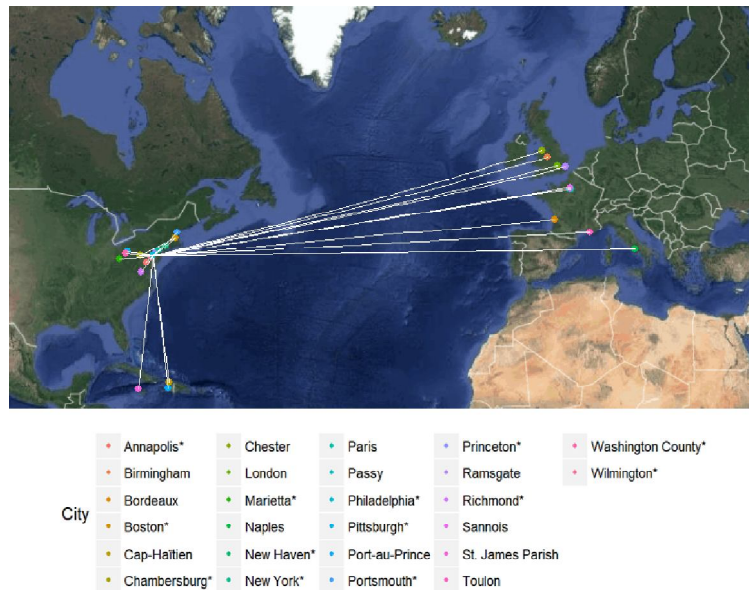 City
Annapolis*
Birmingham
Bordeaux
Boston*
Cap-Haïtien
Chambersburg*
Chester
London
Marietta*
Naples
New Haven*
New York*
Paris
Passy
Philadelphia*
Pittsburgh*
Port-au-Prince
Portsmouth*
Princeton*
Ramsgate
Richmond*
Sannois
St. James Parish
Toulon
Washington County*
Wilmington*